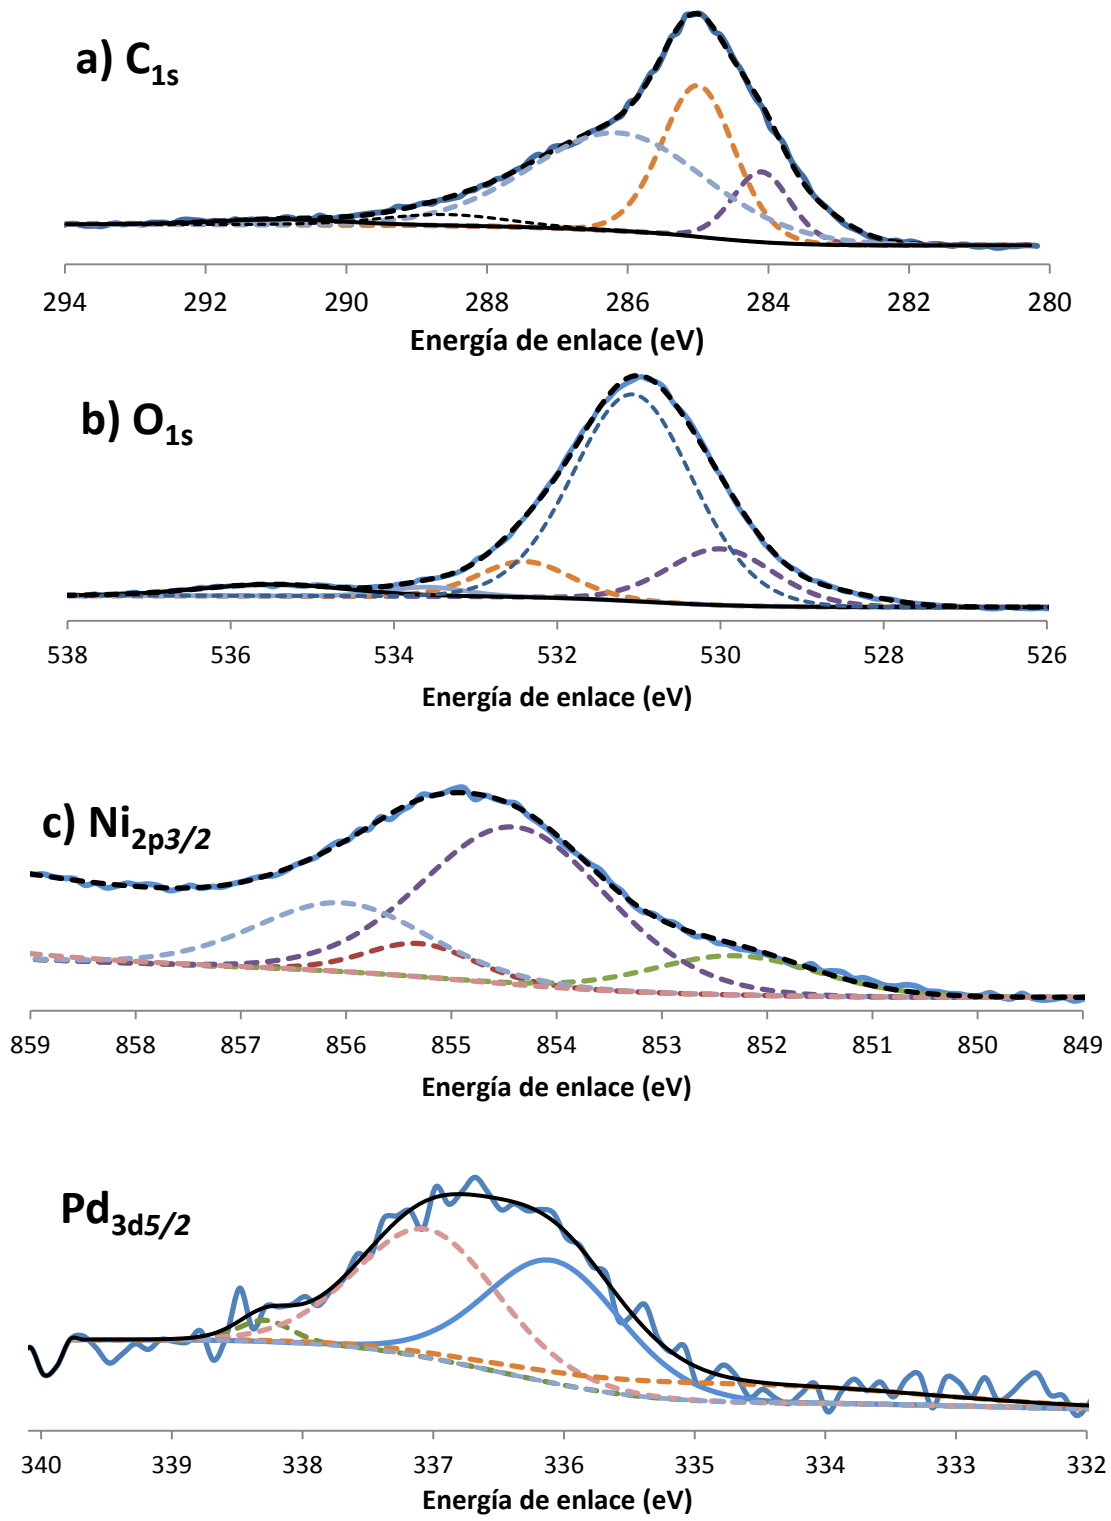 a) C1s
294 292 290 288 286 284 282 280
Energía de enlace (eV)
b) O1s
538 536 534 532 530 528 526
Energía de enlace (eV)
c) Ni2p3/2
859 858 857 856 855 854 853 852 851 850 849
Energía de enlace (eV)
Pd3d5/2
340 339 338 337 336 335 334 333 332
Energía de enlace (eV)